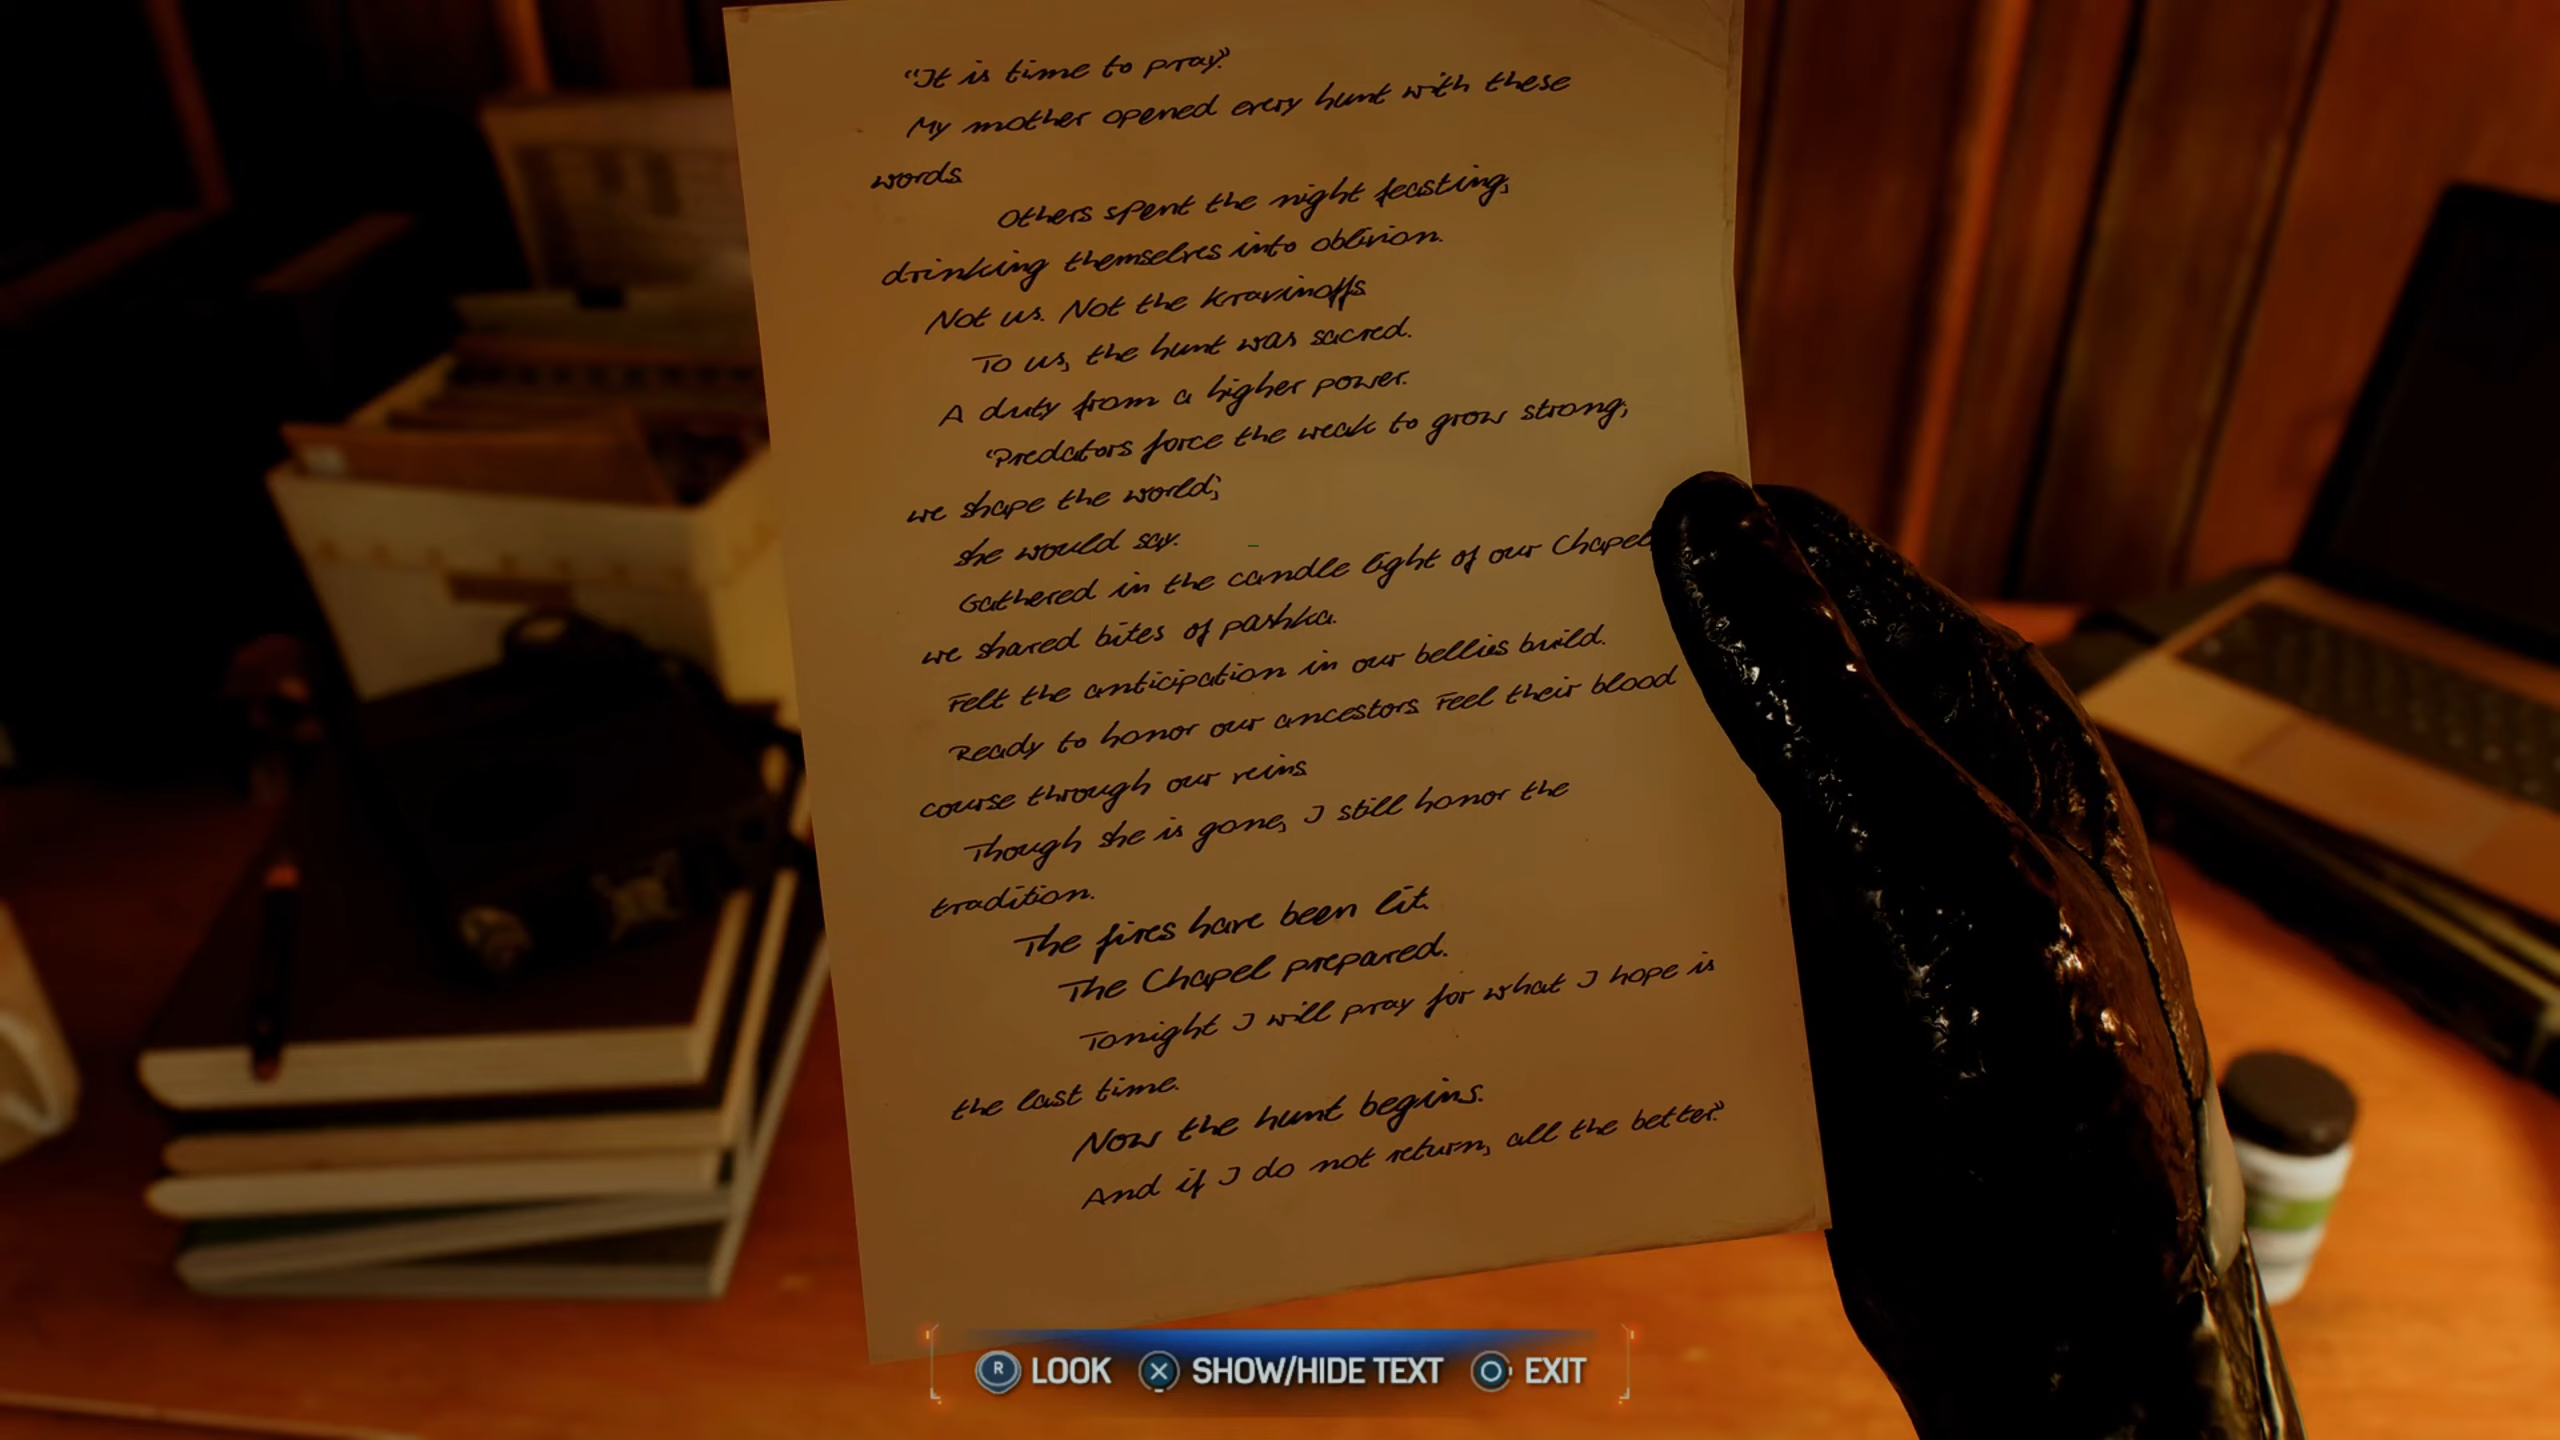 "It is time to pray."
My mother opened every hunt with these
words.
Others spent the night feasting,
drinking themselves into oblivion.
Not us. Not the Kravinoffs.
To us, the hunt was sacred.
A duty from a higher power.
"Predators force the weak to grow strong,
we shape the world,"
she would say.
Gathered in the candle light of our Chapel
we shared bites of pashka.
Felt the anticipation in our bellies build.
Ready to honor our ancestors. Feel their blood
course through our veins.
Though she is gone, I still honor the
tradition.
The fires have been lit.
The Chapel prepared.
Tonight I will pray for what I hope is
the last time.
Now the hunt begins.
And if I do not return, all the better."
R LOOK SHOW/HIDE TEXT EXIT